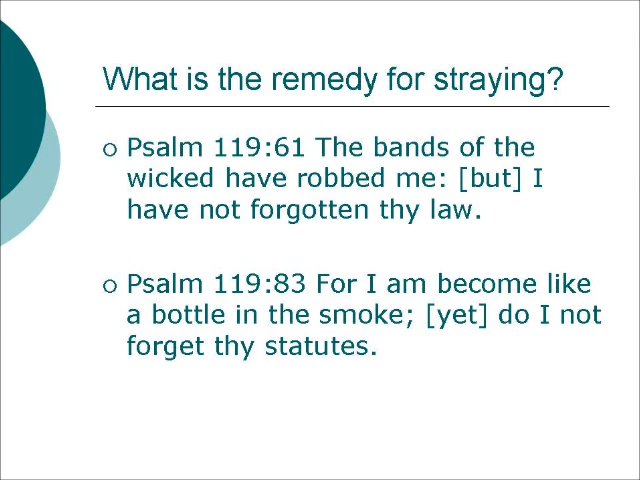 What is the remedy for straying?
Psalm 119:61 The bands of the
wicked have robbed me: [but] I
have not forgotten thy law.
Psalm 119:83 For I am become like
a bottle in the smoke; [yet] do I not
forget thy statutes.